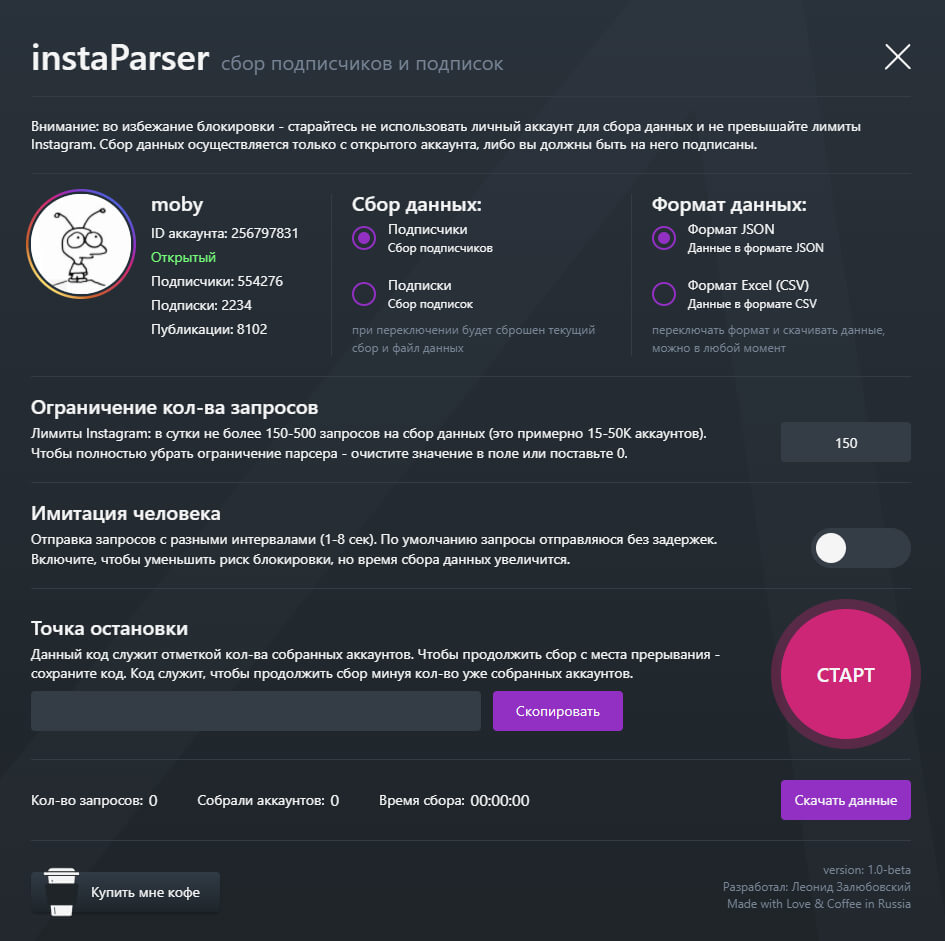 instaParser сбор подписчиков и подписок
Внимание: во избежание блокировки - старайтесь не использовать личный аккаунт для сбора данных и не превышайте лимиты
Instagram. Сбор данных осуществляется только с открытого аккаунта, либо вы должны быть на него подписаны.
moby
ID аккаунта: 256797831
Открытый
Подписчики: 554276
Подписки: 2234
Публикации: 8102
Сбор данных:
Подписчики
Сбор подписчиков
Подписки
Сбор подписок
при переключении будет сброшен текущий
сбор и файл данных
Формат данных:
Формат JSON
Данные в формате JSON
Формат Excel (CSV)
Данные в формате CSV
переключать формат и скачивать данные,
можно в любой момент
Ограничение кол-ва запросов
Лимиты Instagram: в сутки не более 150-500 запросов на сбор данных (это примерно 15-50К аккаунтов).
Чтобы полностью убрать ограничение парсера - очистите значение в поле или поставьте 0.
150
Имитация человека
Отправка запросов с разными интервалами (1-8 сек). По умолчанию запросы отправляюся без задержек.
Включите, чтобы уменьшить риск блокировки, но время сбора данных увеличится.
Точка остановки
Данный код служит отметкой кол-ва собранных аккаунтов. Чтобы продолжить сбор с места прерывания -
сохраните код. Код служит, чтобы продолжить сбор минуя кол-во уже собранных аккаунтов.
Скопировать
СТАРТ
Кол-во запросов: 0 Собрали аккаунтов: 0 Время сбора: 00:00:00
Скачать данные
Купить мне кофе
version: 1.0-beta
Разработал: Леонид Залюбовский
Made with Love & Coffee in Russia